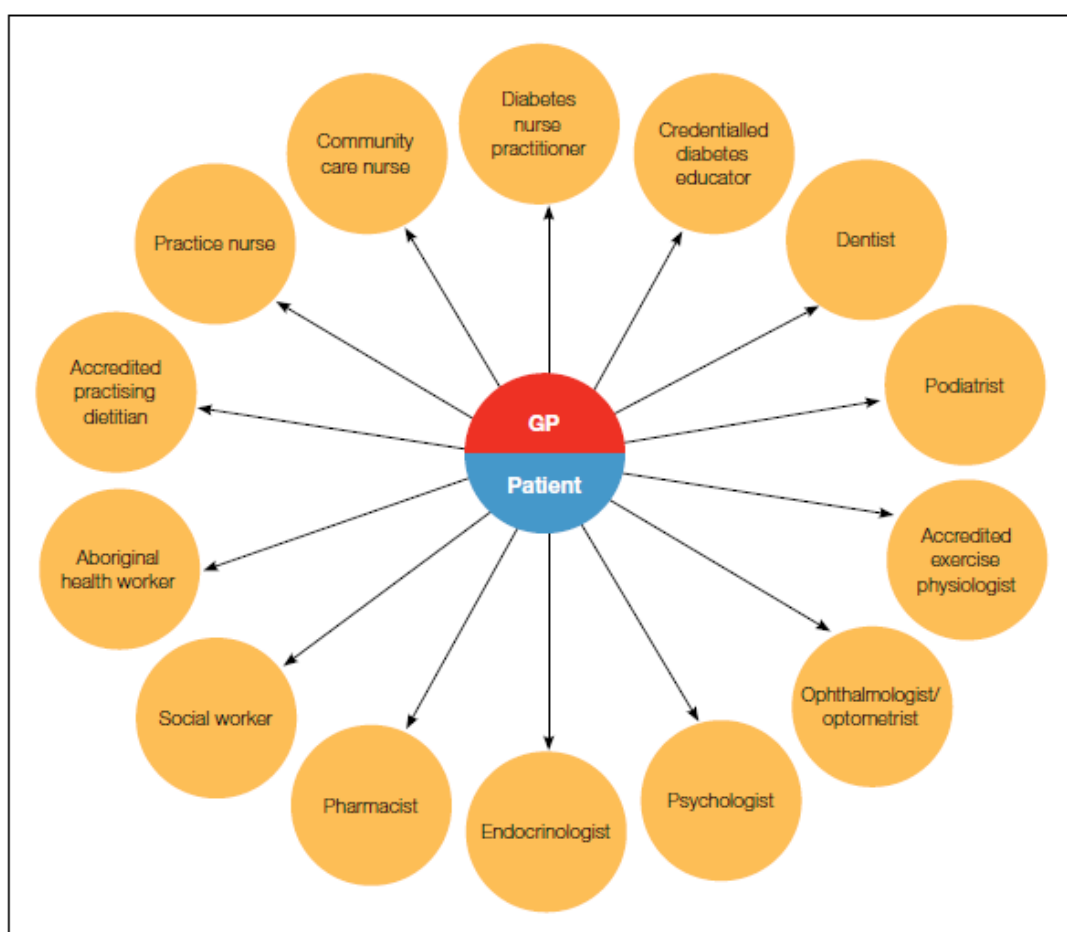 Diabetes
nurse
practitioner
Credentialled
diabetes
educator
Dentist
Podiatrist
Accredited
exercise
physiologist
Ophthalmologist/
optometrist
Psychologist
Endocrinologist
Pharmacist
Social worker
Aboriginal
health worker
Accredited
practising
dietitian
Practice nurse
Community
care nurse
GP
Patient